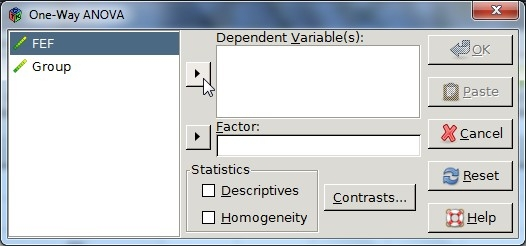 One-Way ANOVA
FEF
Group
Dependent Variable(s):
Factor:
Statistics
Descriptives
Homogeneity
Contrasts...
OK
Paste
Cancel
Reset
Help